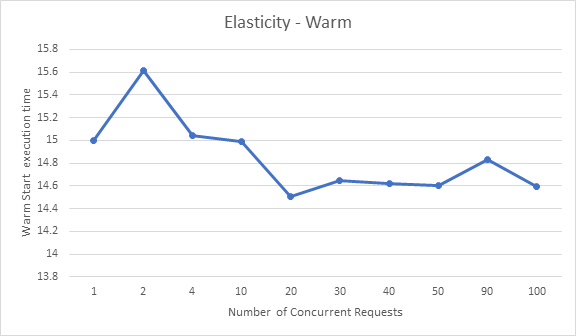 Elasticity - Warm
15.8
15.6
15.4
15.2
15
14.8
14.6
14.4
14.2
14
13.8
Warm Start execution time
1 2 4 10 20 30 40 50 90 100
Number of Concurrent Requests